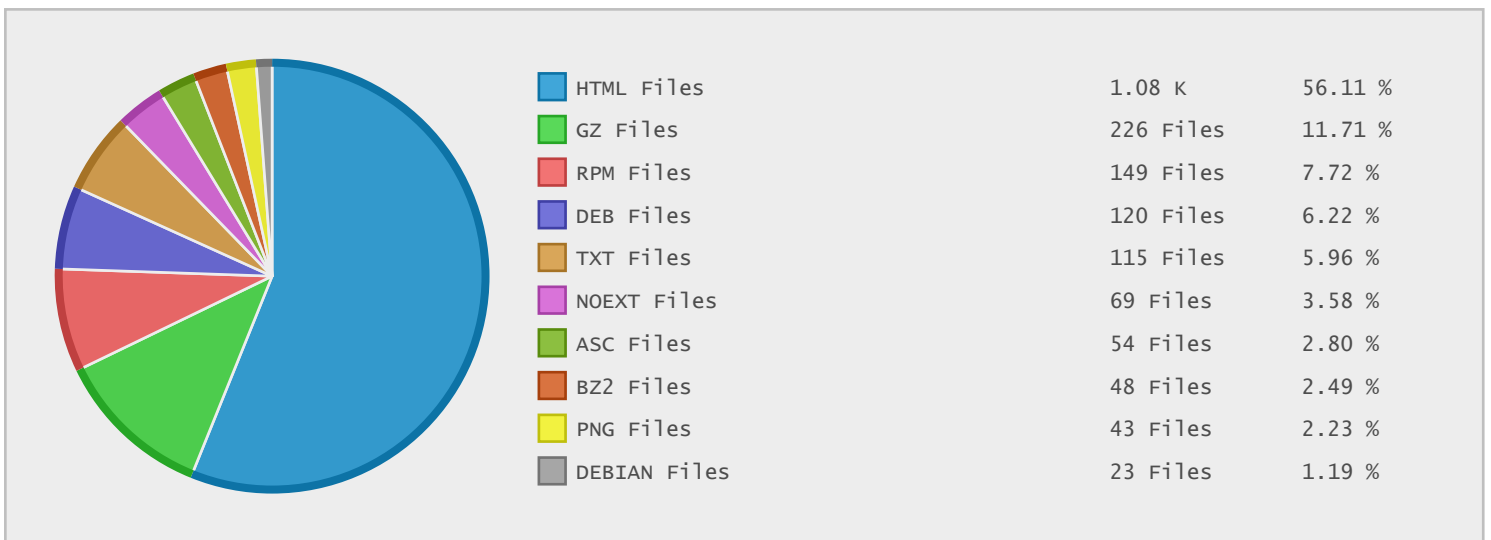 HTML Files 1.08 K 56.11 %
GZ Files 226 Files 11.71 %
RPM Files 149 Files 7.72 %
DEB Files 120 Files 6.22 %
TXT Files 115 Files 5.96 %
NOEXT Files 69 Files 3.58 %
ASC Files 54 Files 2.80 %
BZ2 Files 48 Files 2.49 %
PNG Files 43 Files 2.23 %
DEBIAN Files 23 Files 1.19 %